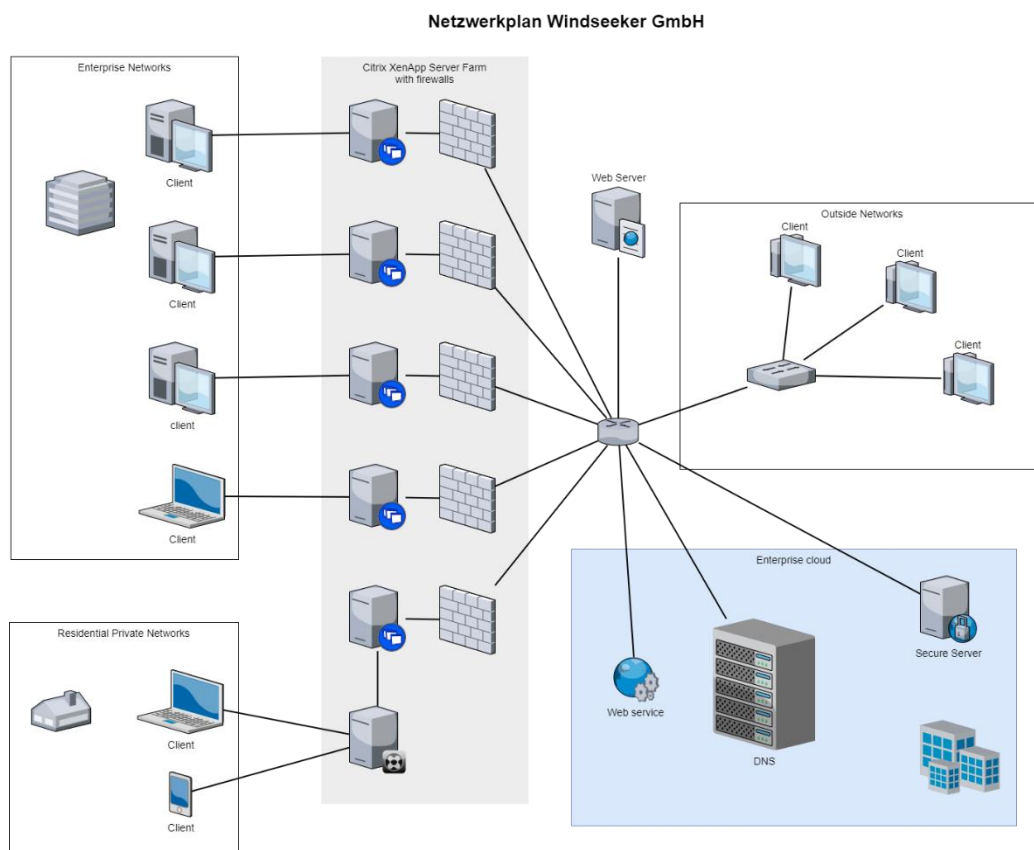 Netzwerkplan Windseeker GmbH
Enterprise Networks
Client
Client
client
Client
Citrix XenApp Server Farm
with firewalls
Web Server
Outside Networks
Client
Client
Client
Residential Private Networks
Client
Client
Enterprise cloud
Secure Server
Web service
DNS